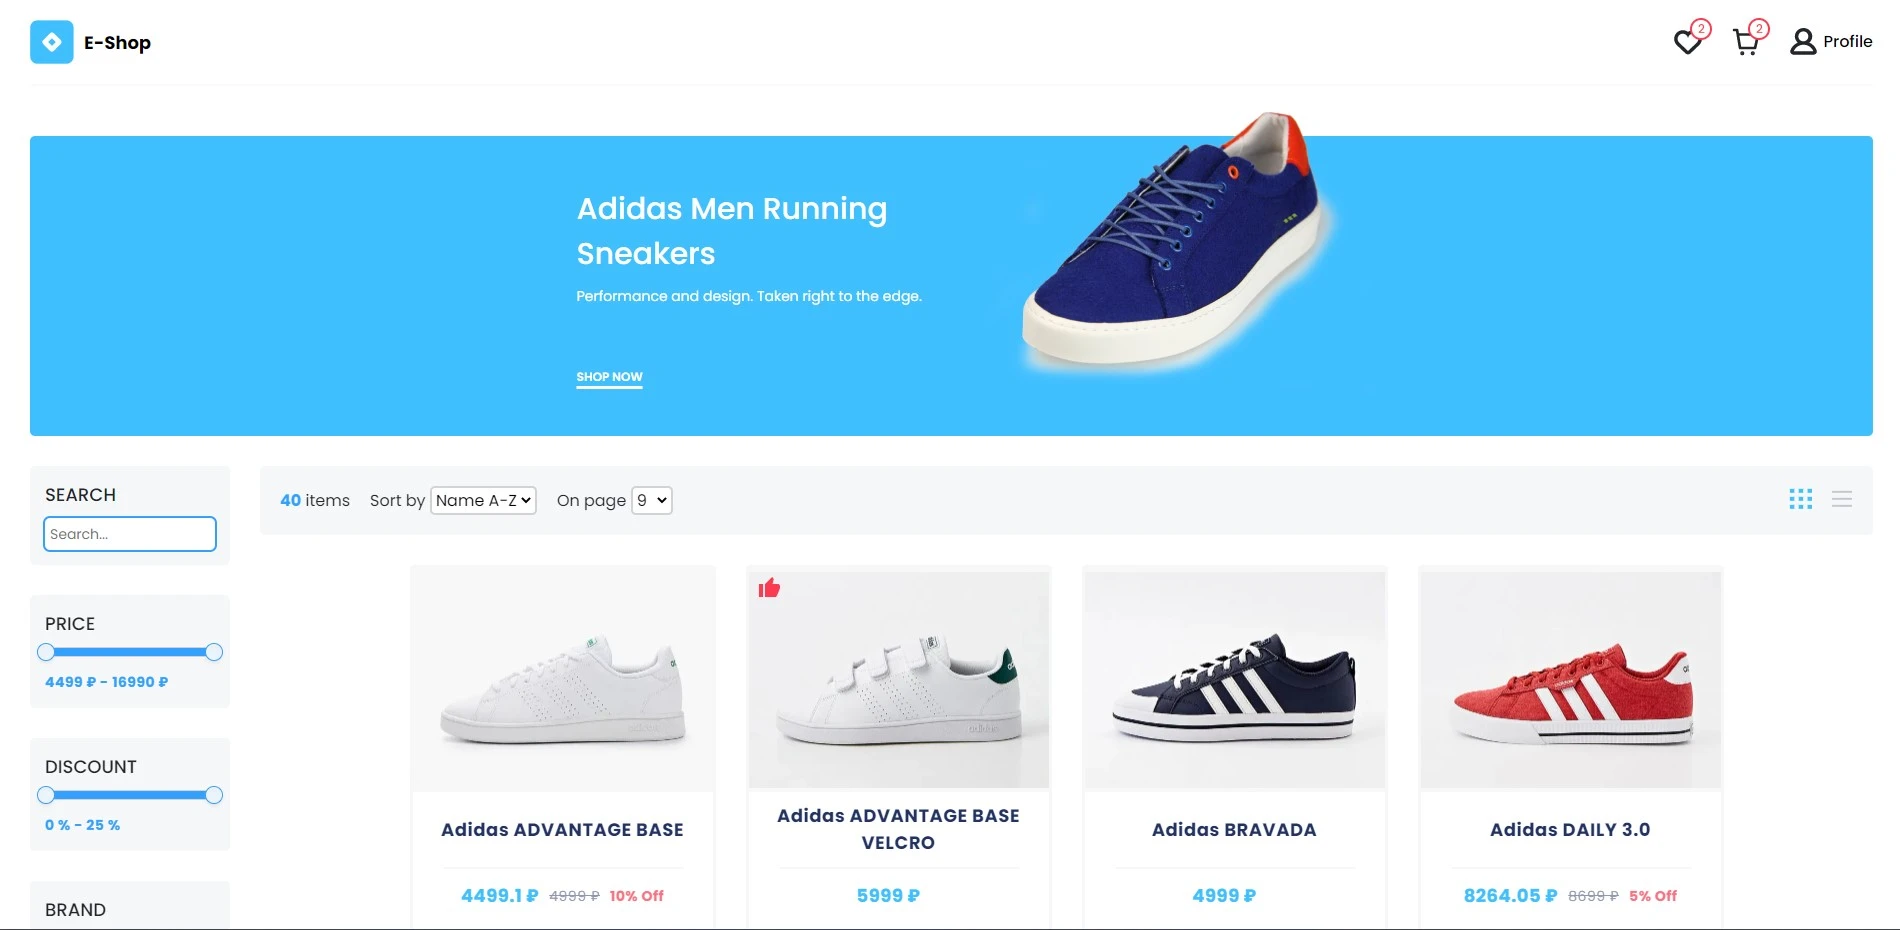 E-Shop
2
2
Profile
Adidas Men Running
Sneakers
Performance and design. Taken right to the edge.
SHOP NOW
SEARCH
Search...
40 items Sort by Name A-Z On page 9
PRICE
4499 ₽ - 16990 ₽
DISCOUNT
0 % - 25 %
BRAND
Adidas ADVANTAGE BASE
4499.1 ₽ 4999 ₽ 10% Off
Adidas ADVANTAGE BASE
VELCRO
5999 ₽
Adidas BRAVADA
4999 ₽
Adidas DAILY 3.0
8264.05 ₽ 8699 ₽ 5% Off